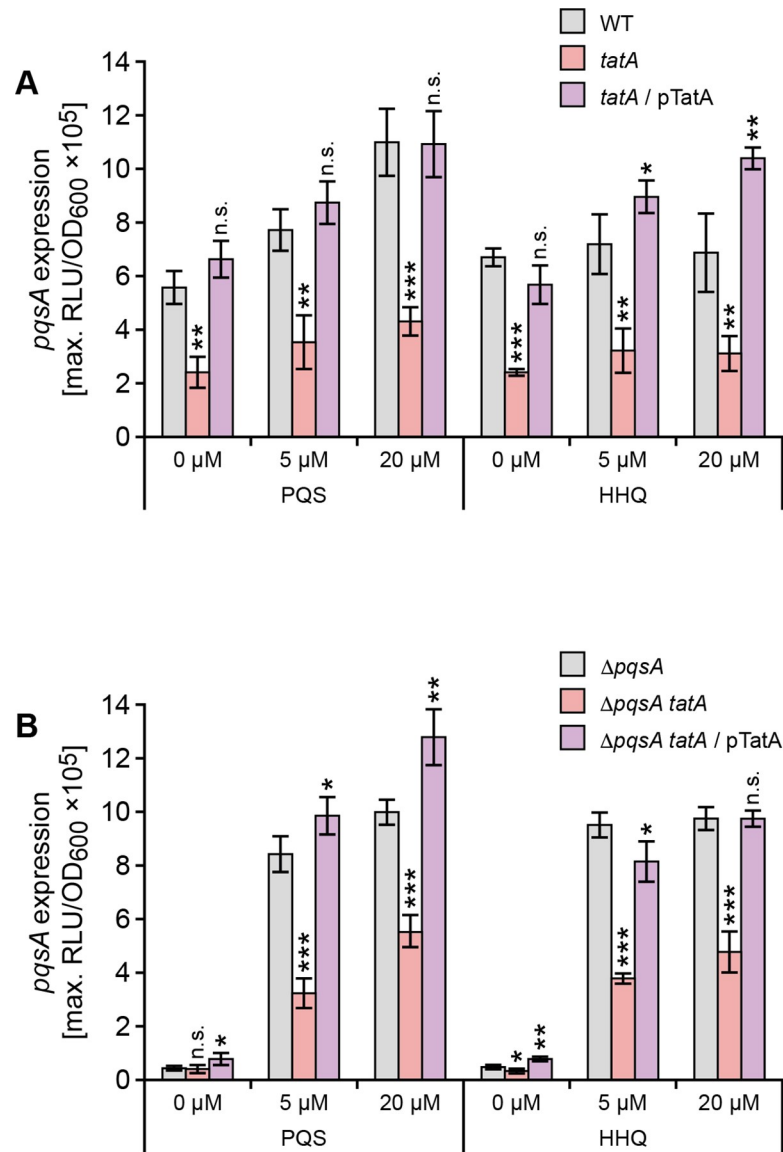 WT
tatA
tatA / pTatA
A
pqsA expression
[max. RLU/OD600 ×10⁵]
14
12
10
8
6
4
2
0
** n.s. ** n.s. *** n.s. *** n.s. ** * ** **
0 µM 5 µM 20 µM 0 µM 5 µM 20 µM
PQS HHQ
ΔpqsA
ΔpqsA tatA
ΔpqsA tatA / pTatA
B
pqsA expression
[max. RLU/OD600 ×10⁵]
14
12
10
8
6
4
2
0
n.s. * *** * *** ** * ** *** * *** n.s.
0 µM 5 µM 20 µM 0 µM 5 µM 20 µM
PQS HHQ